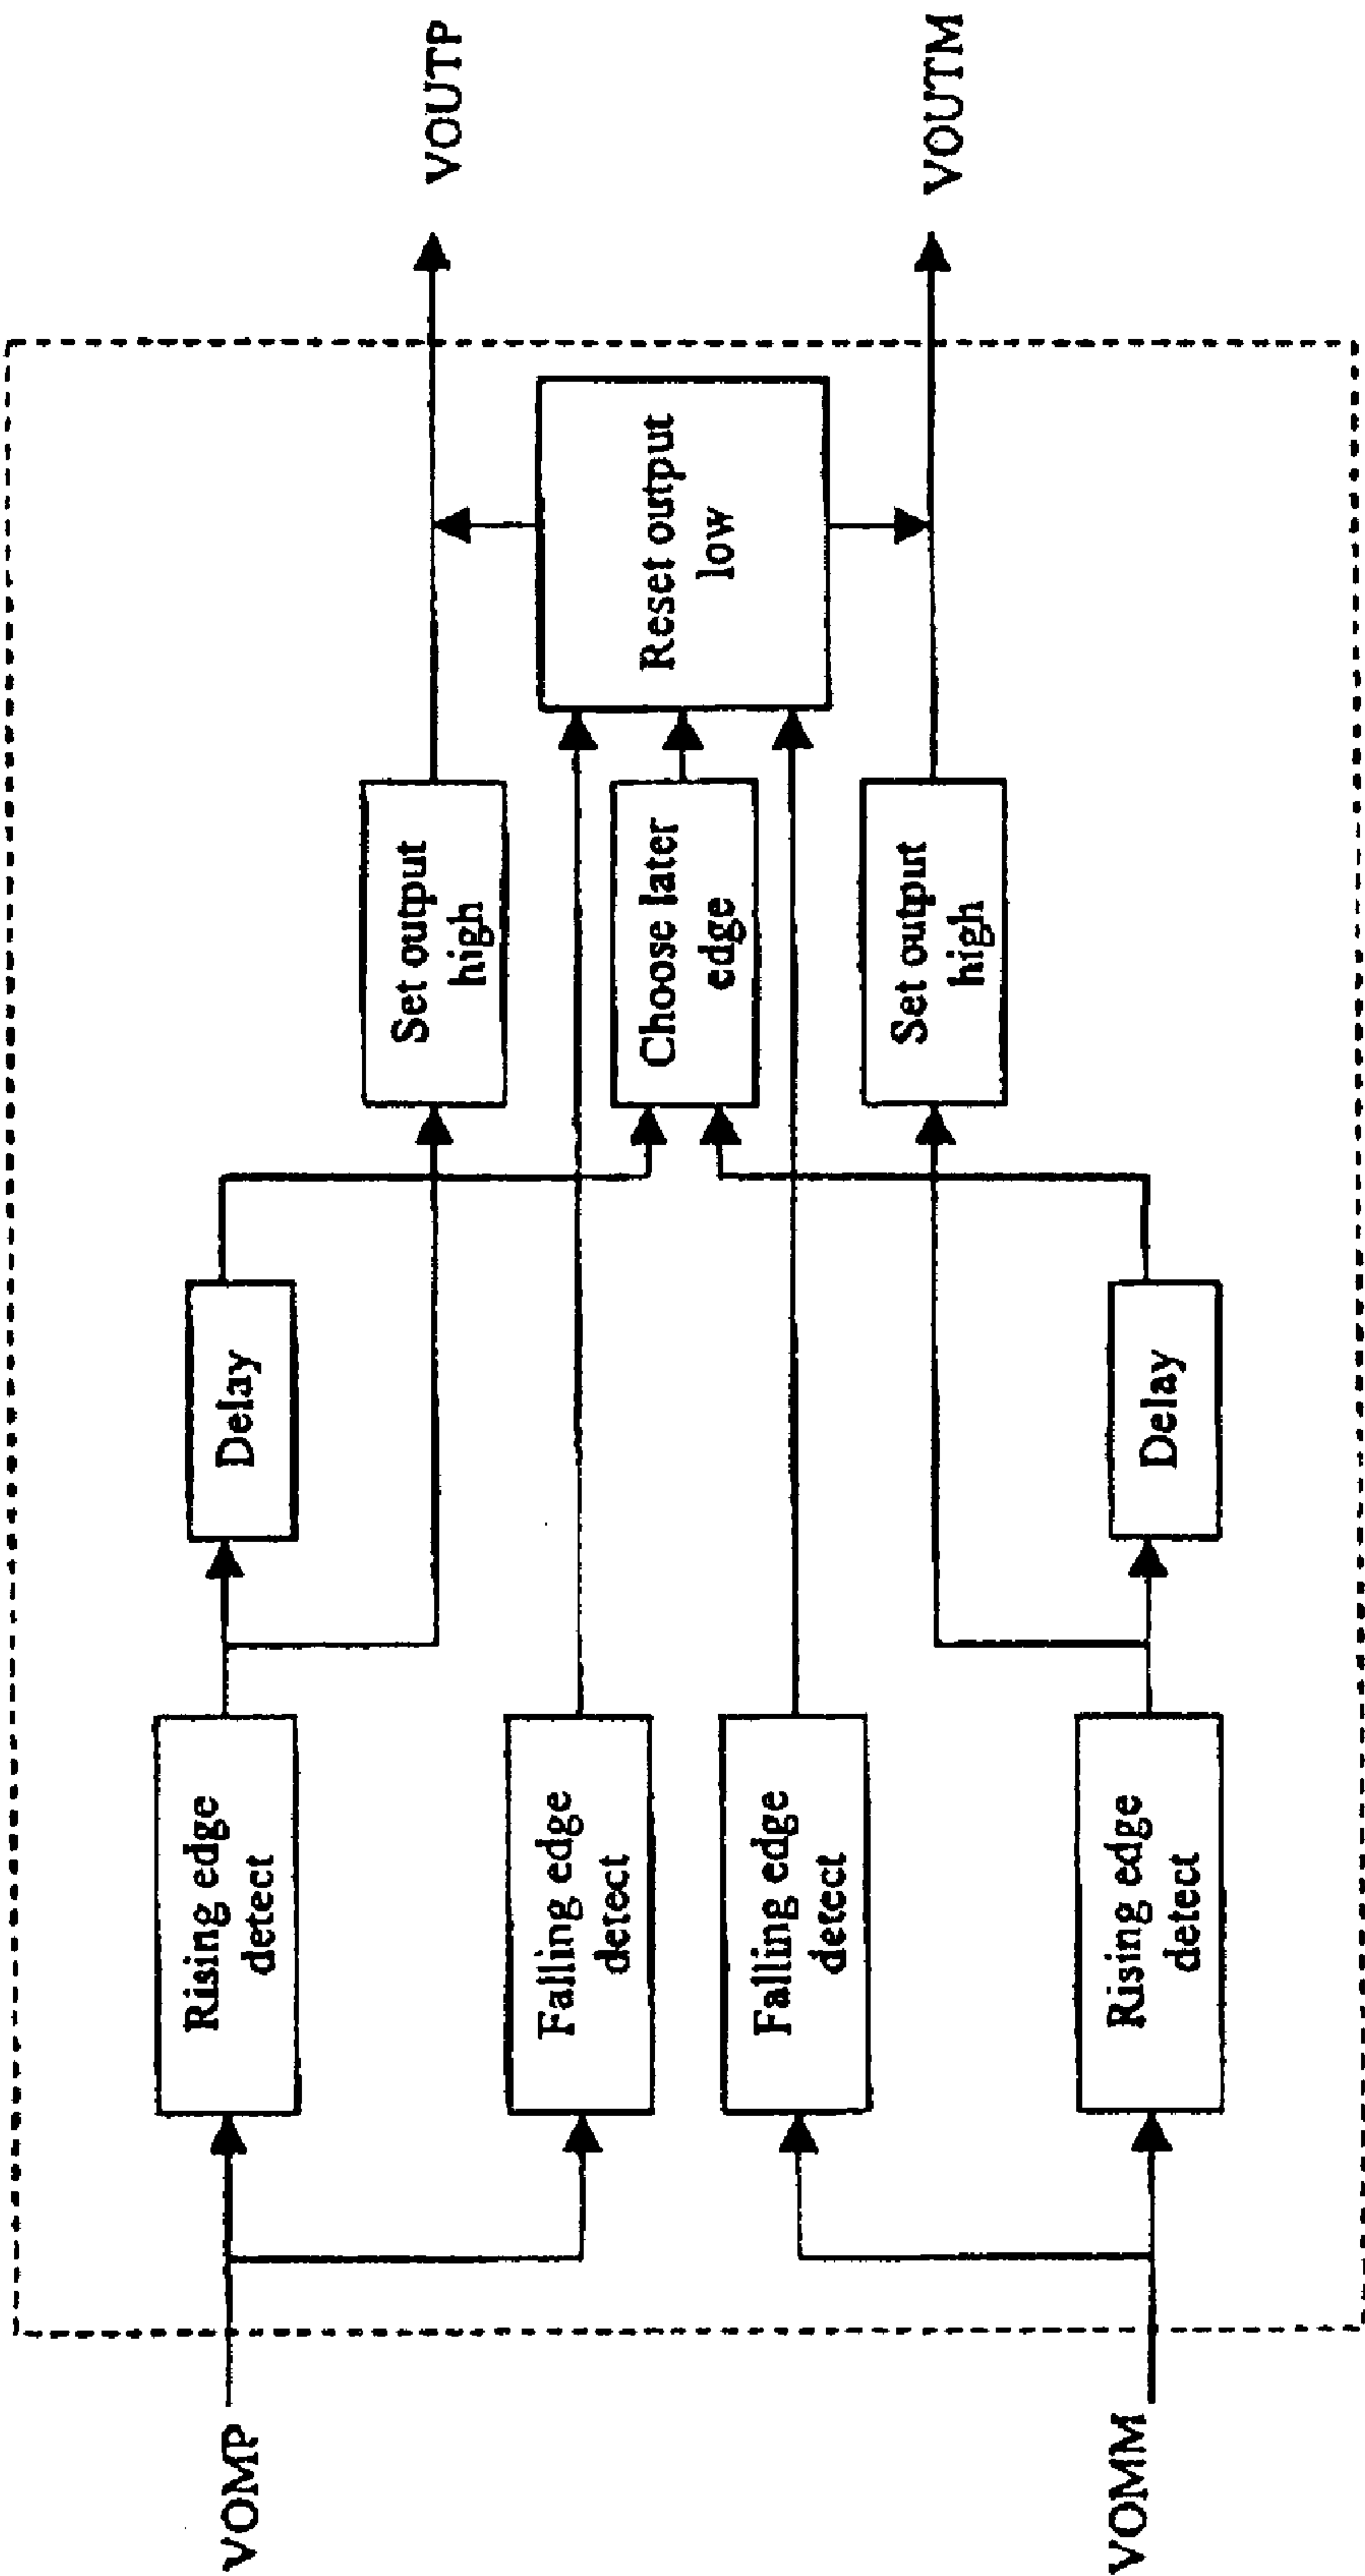 VOMP
VOMM
Rising edge
detect
Falling edge
detect
Falling edge
detect
Rising edge
detect
Delay
Delay
Set output
high
Choose later
edge
Set output
high
Reset output
low
VOUTP
VOUTM